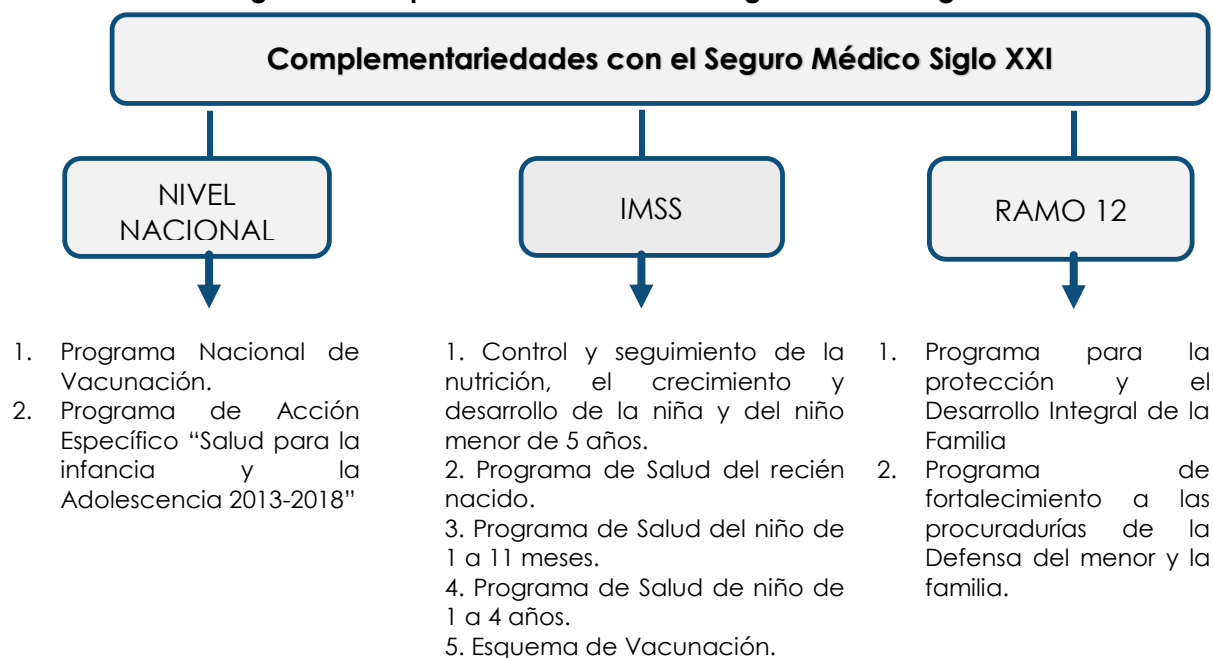 Complementariedades con el Seguro Médico Siglo XXI
NIVEL
NACIONAL
IMSS
RAMO 12
1. Programa Nacional de
Vacunación.
2. Programa de Acción
Específico “Salud para la
infancia y la
Adolescencia 2013-2018”
1. Control y seguimiento de la
nutrición, el crecimiento y
desarrollo de la niña y del niño
menor de 5 años.
2. Programa de Salud del recién
nacido.
3. Programa de Salud del niño de
1 a 11 meses.
4. Programa de Salud de niño de
1 a 4 años.
5. Esquema de Vacunación.
1. Programa para la
protección y el
Desarrollo Integral de la
Familia
2. Programa de
fortalecimiento a las
procuradurías de la
Defensa del menor y la
familia.